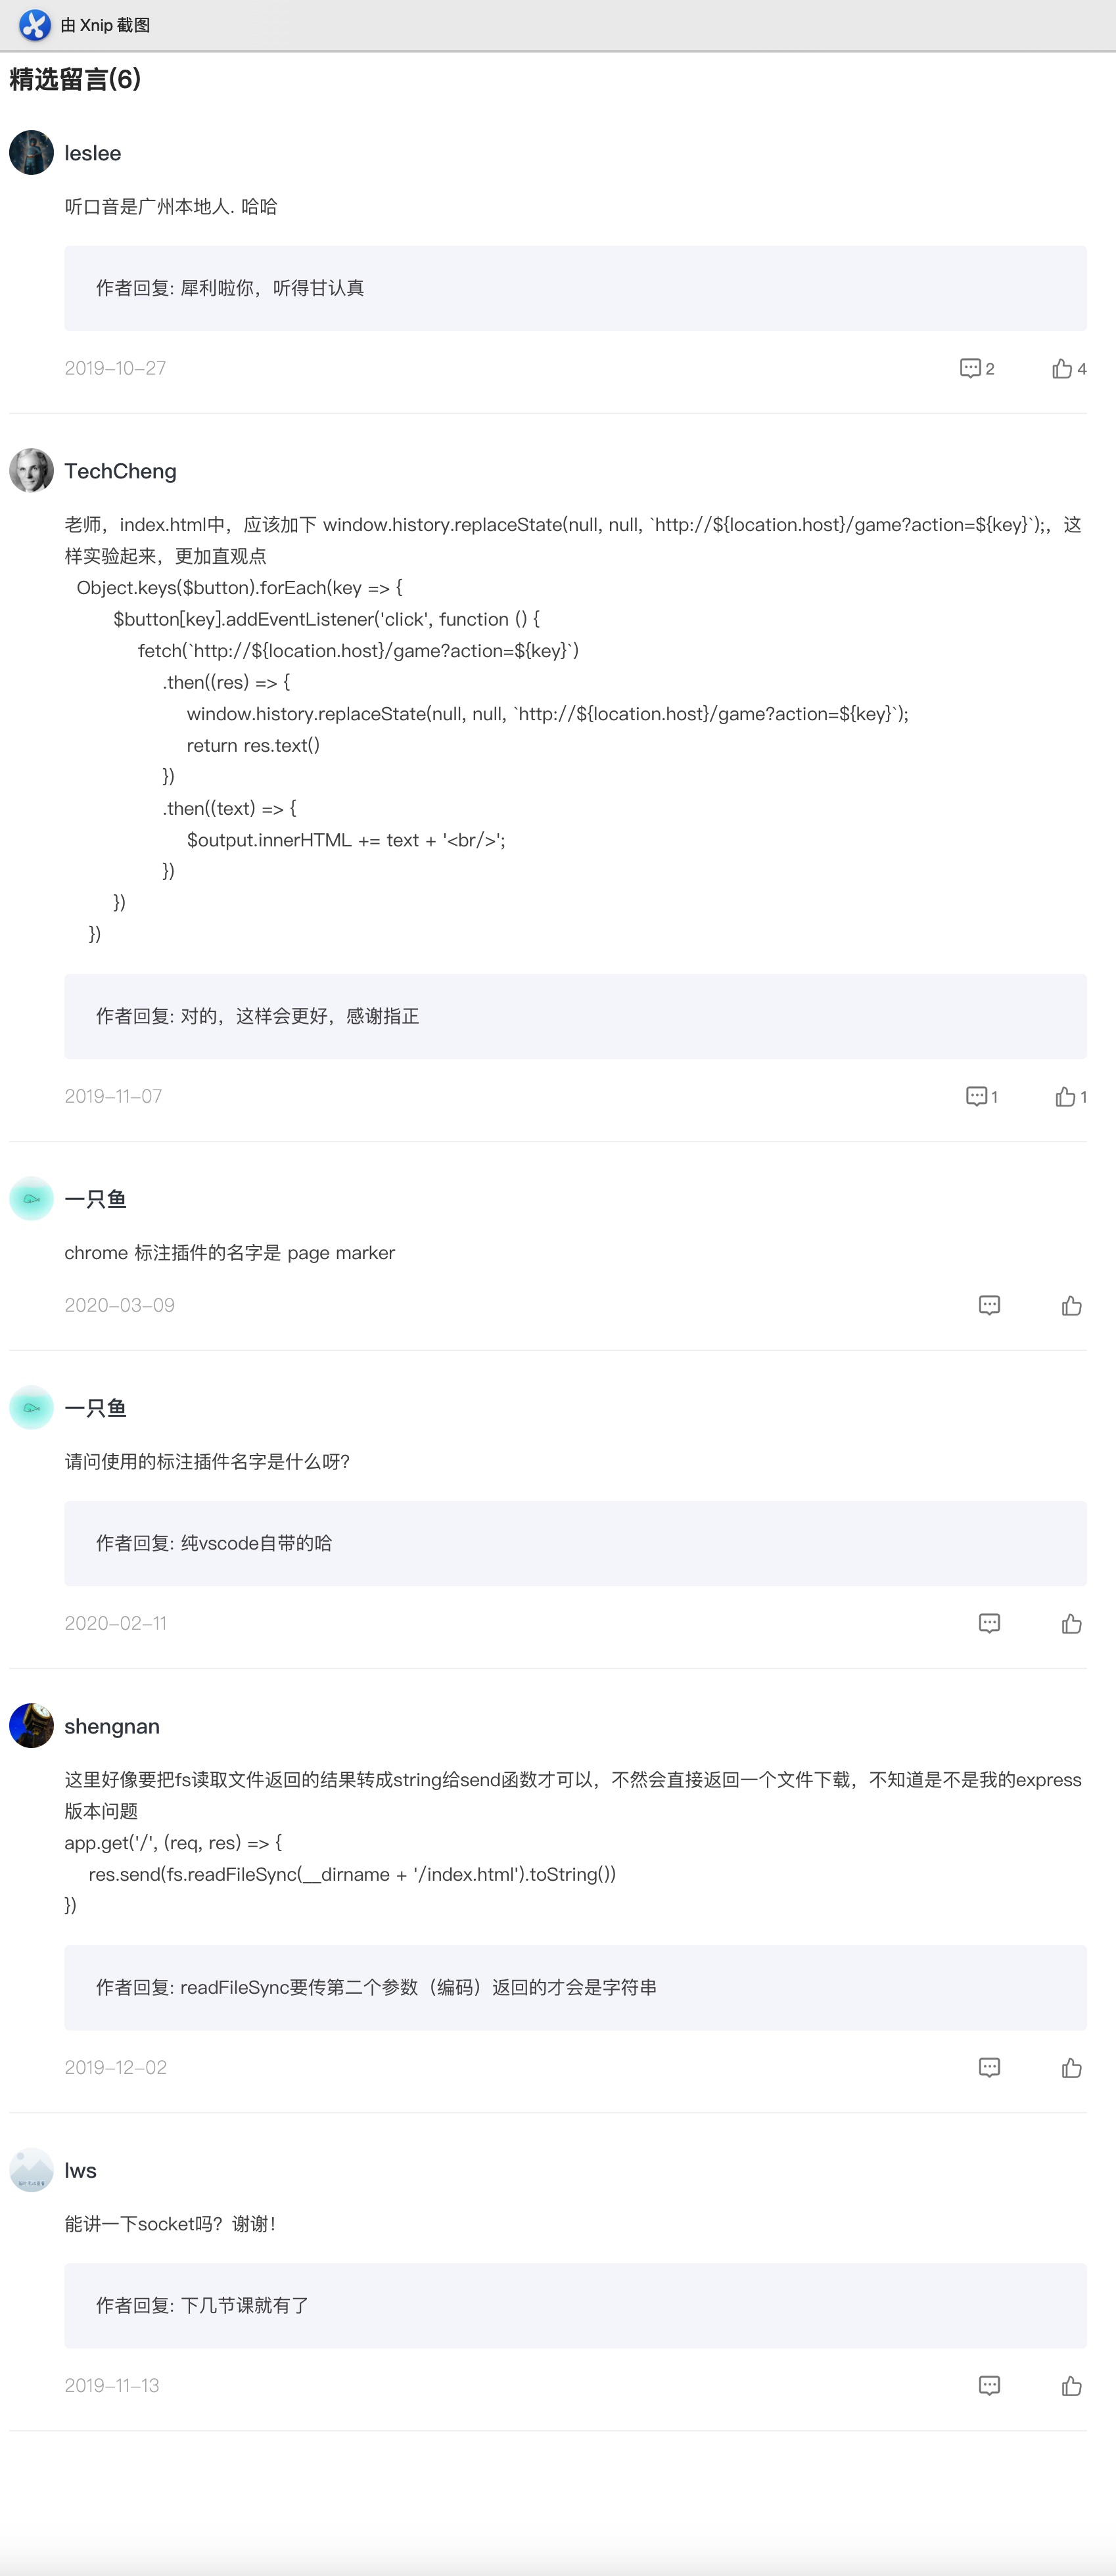 由 Xnip 截图
精选留言(6)
leslee
听口音是广州本地人. 哈哈
作者回复: 犀利啦你，听得甘认真
2019-10-27
2
4
TechCheng
老师，index.html中，应该加下 window.history.replaceState(null, null, `http://${location.host}/game?action=${key}`);，这
样实验起来，更加直观点
Object.keys($button).forEach(key => {
$button[key].addEventListener('click', function () {
fetch(`http://${location.host}/game?action=${key}`)
.then((res) => {
window.history.replaceState(null, null, `http://${location.host}/game?action=${key}`);
return res.text()
})
.then((text) => {
$output.innerHTML += text + '<br/>';
})
})
})
作者回复: 对的，这样会更好，感谢指正
2019-11-07
1
1
一只鱼
chrome 标注插件的名字是 page marker
2020-03-09
一只鱼
请问使用的标注插件名字是什么呀?
作者回复: 纯vscode自带的哈
2020-02-11
shengnan
这里好像要把fs读取文件返回的结果转成string给send函数才可以，不然会直接返回一个文件下载，不知道是不是我的express
版本问题
app.get('/', (req, res) => {
res.send(fs.readFileSync(__dirname + '/index.html').toString())
})
作者回复: readFileSync要传第二个参数（编码）返回的才会是字符串
2019-12-02
lws
能讲一下socket吗？谢谢！
作者回复: 下几节课就有了
2019-11-13